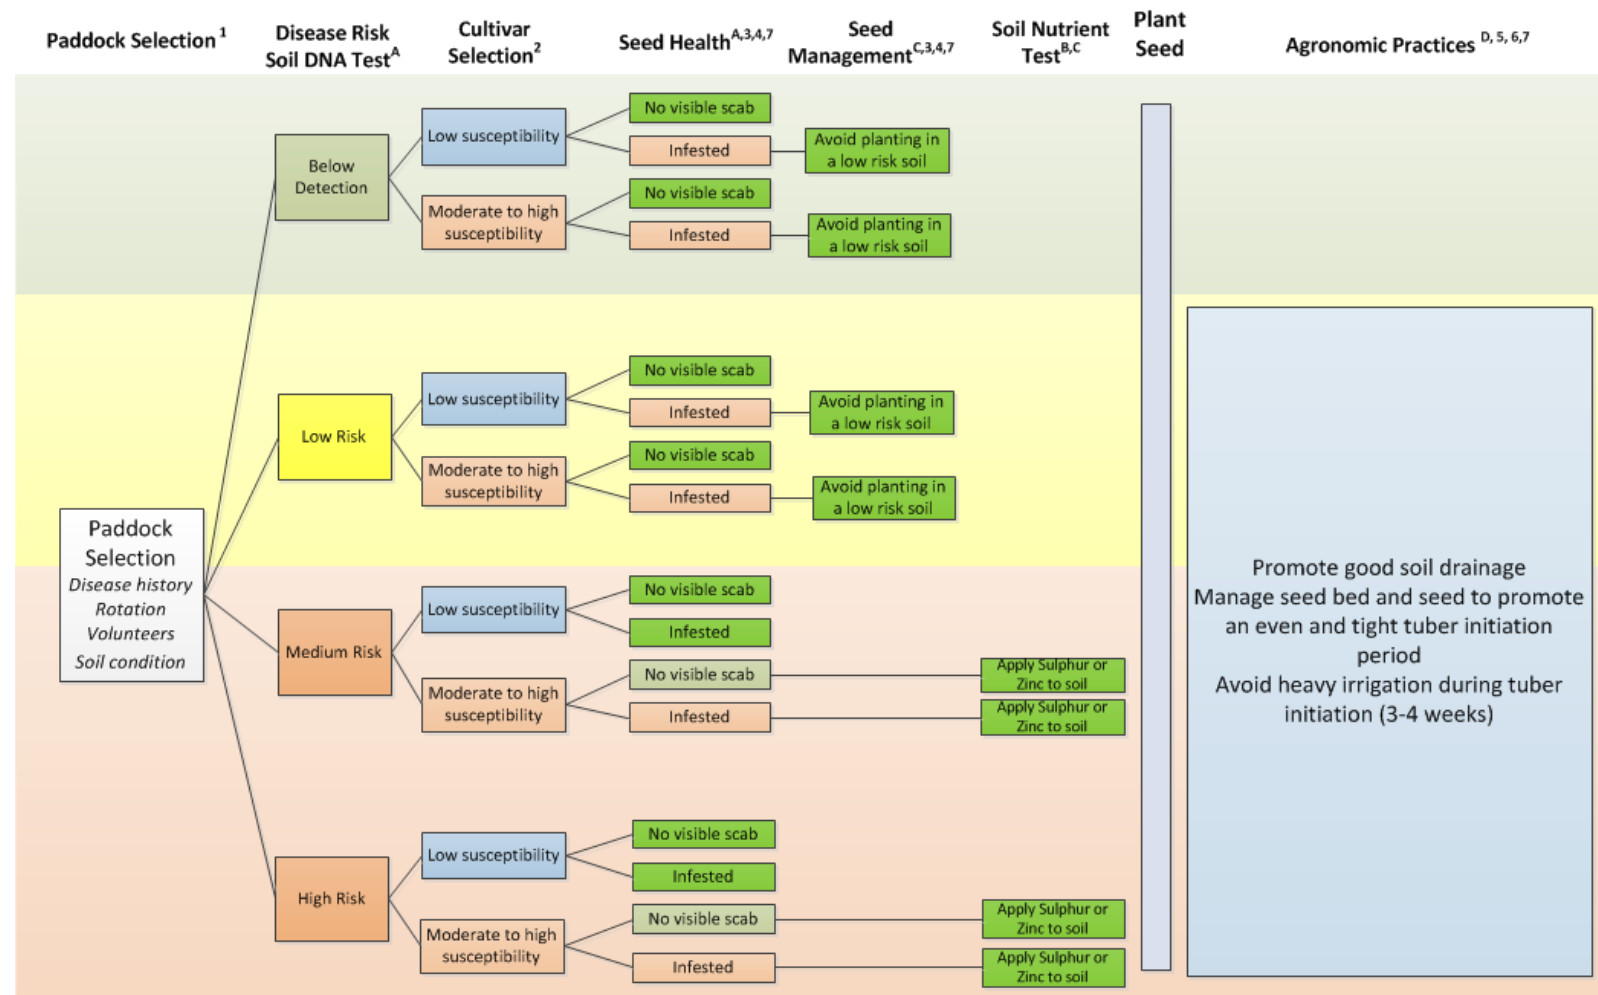 Paddock Selection 1
Disease Risk
Soil DNA TestA
Cultivar
Selection2
Seed HealthA,3,4,7
Seed
ManagementC,3,4,7
Soil Nutrient
TestB,C
Plant
Seed
Agronomic Practices D, 5, 6,7
Paddock
Selection
Disease history
Rotation
Volunteers
Soil condition
Below
Detection
Low susceptibility
No visible scab
Infested
Avoid planting in
a low risk soil
Moderate to high
susceptibility
No visible scab
Infested
Avoid planting in
a low risk soil
Low Risk
Low susceptibility
No visible scab
Infested
Avoid planting in
a low risk soil
Moderate to high
susceptibility
No visible scab
Infested
Avoid planting in
a low risk soil
Medium Risk
Low susceptibility
No visible scab
Infested
Moderate to high
susceptibility
No visible scab
Apply Sulphur or
Zinc to soil
Infested
Apply Sulphur or
Zinc to soil
High Risk
Low susceptibility
No visible scab
Infested
Moderate to high
susceptibility
No visible scab
Apply Sulphur or
Zinc to soil
Infested
Apply Sulphur or
Zinc to soil
Promote good soil drainage
Manage seed bed and seed to promote
an even and tight tuber initiation
period
Avoid heavy irrigation during tuber
initiation (3-4 weeks)